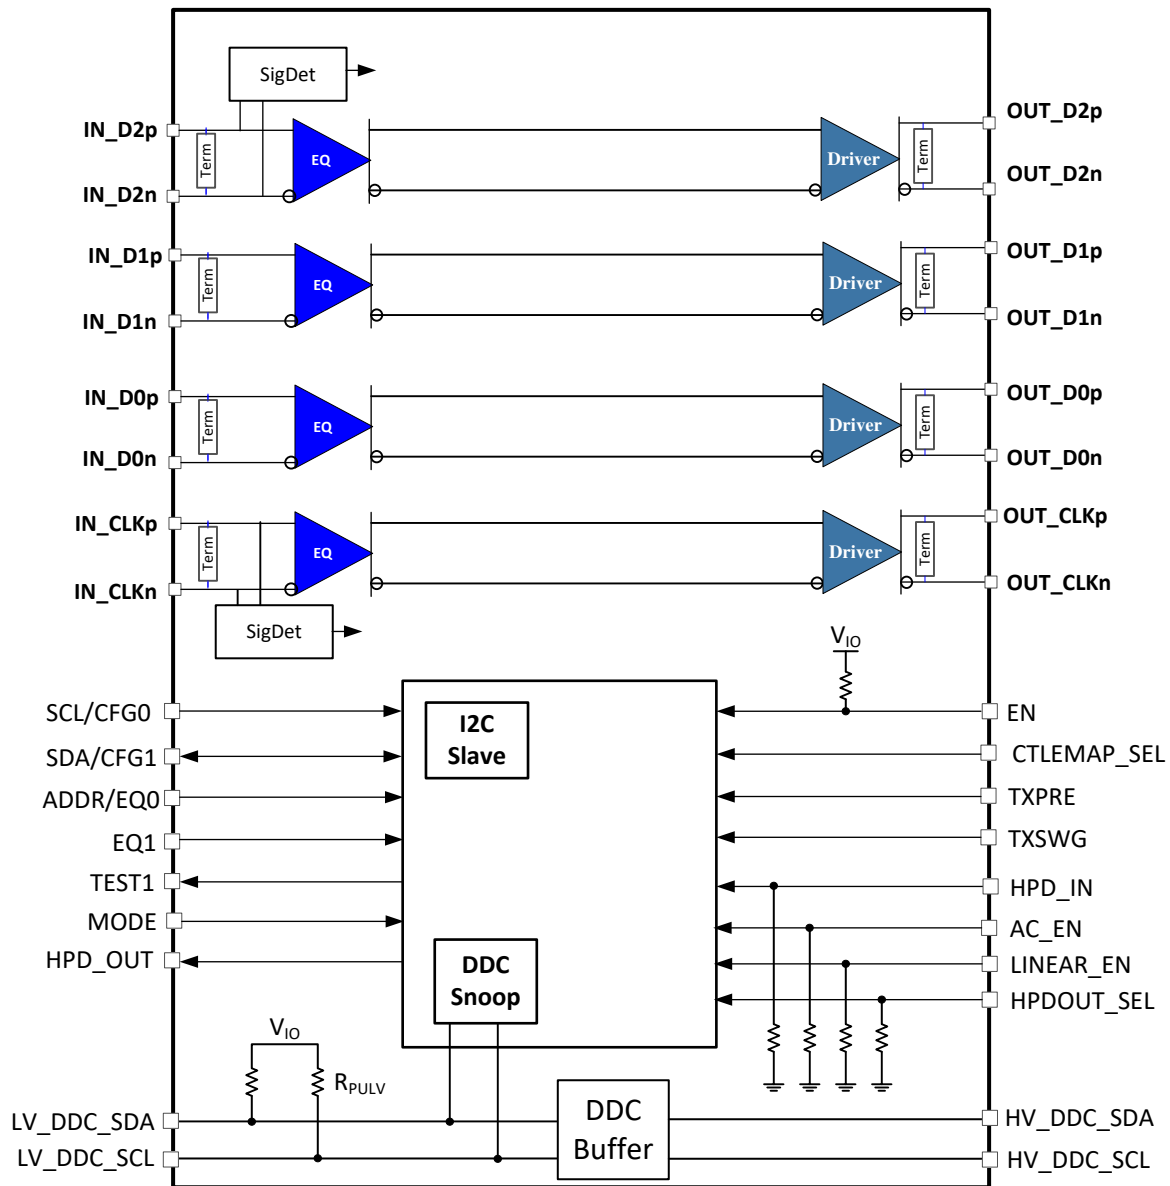 SigDet
IN_D2p
Term
IN_D2n
EQ
Driver
Term
OUT_D2p
OUT_D2n
IN_D1p
Term
IN_D1n
EQ
Driver
Term
OUT_D1p
OUT_D1n
IN_D0p
Term
IN_D0n
EQ
Driver
Term
OUT_D0p
OUT_D0n
IN_CLKp
Term
IN_CLKn
EQ
Driver
Term
OUT_CLKp
OUT_CLKn
SigDet
VIO
SCL/CFG0
SDA/CFG1
ADDR/EQ0
EQ1
TEST1
MODE
HPD_OUT
I2C
Slave
DDC
Snoop
EN
CTLEMAP_SEL
TXPRE
TXSWG
HPD_IN
AC_EN
LINEAR_EN
HPDOUT_SEL
VIO
RPULV
LV_DDC_SDA
LV_DDC_SCL
DDC
Buffer
HV_DDC_SDA
HV_DDC_SCL